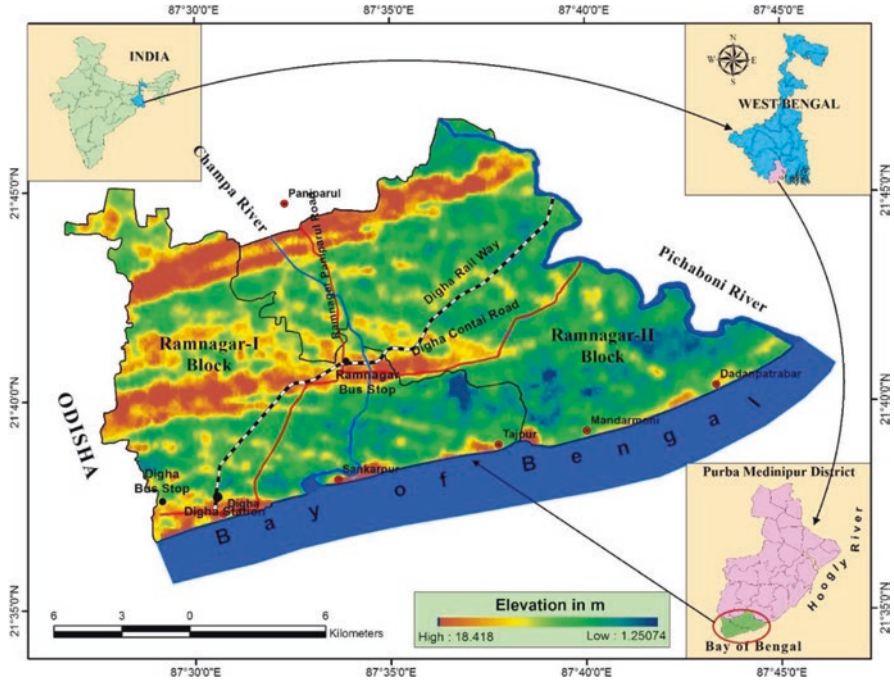 87°30'0"E
87°35'0"E
87°40'0"E
87°45'0"E
INDIA
N
W E
S
WEST BENGAL
21°45'0"N
21°45'0"N
Paniparul
Champa River
Ramnagar Paniparul Road
Digha Rail Way
Pichaboni River
Digha Contai Road
Ramnagar-I
Block
Ramnagar-II
Block
Ramnagar
Bus Stop
21°40'0"N
21°40'0"N
Dadanpatrabar
ODISHA
Mandarmoni
Tajpur
Sankarpur
Digha
Bus Stop
Digha
Digha Station
Bay of Bengal
Purba Medinipur District
Hoogly River
Bay of Bengal
21°35'0"N
21°35'0"N
6 3 0 6
Kilometers
Elevation in m
High : 18.418 Low : 1.25074
87°30'0"E
87°35'0"E
87°40'0"E
87°45'0"E